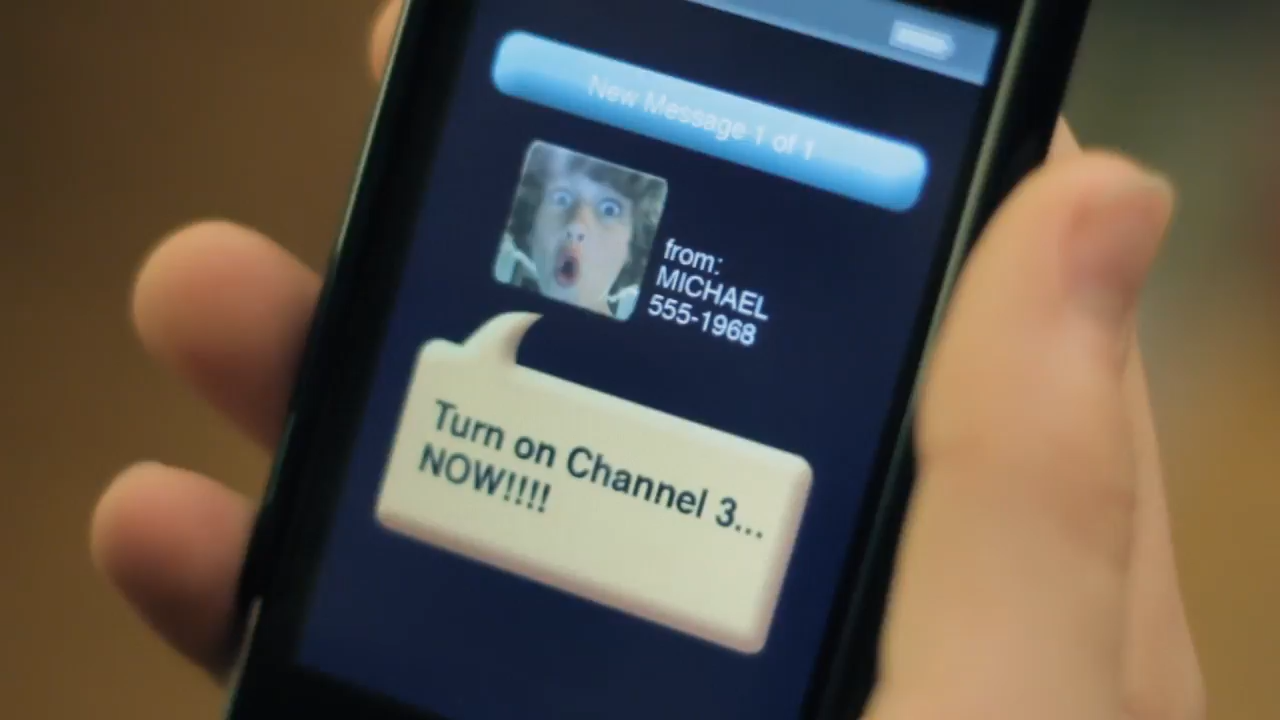 New Message 1 of 1
from:
MICHAEL
555-1968
Turn on Channel 3...
NOW!!!!